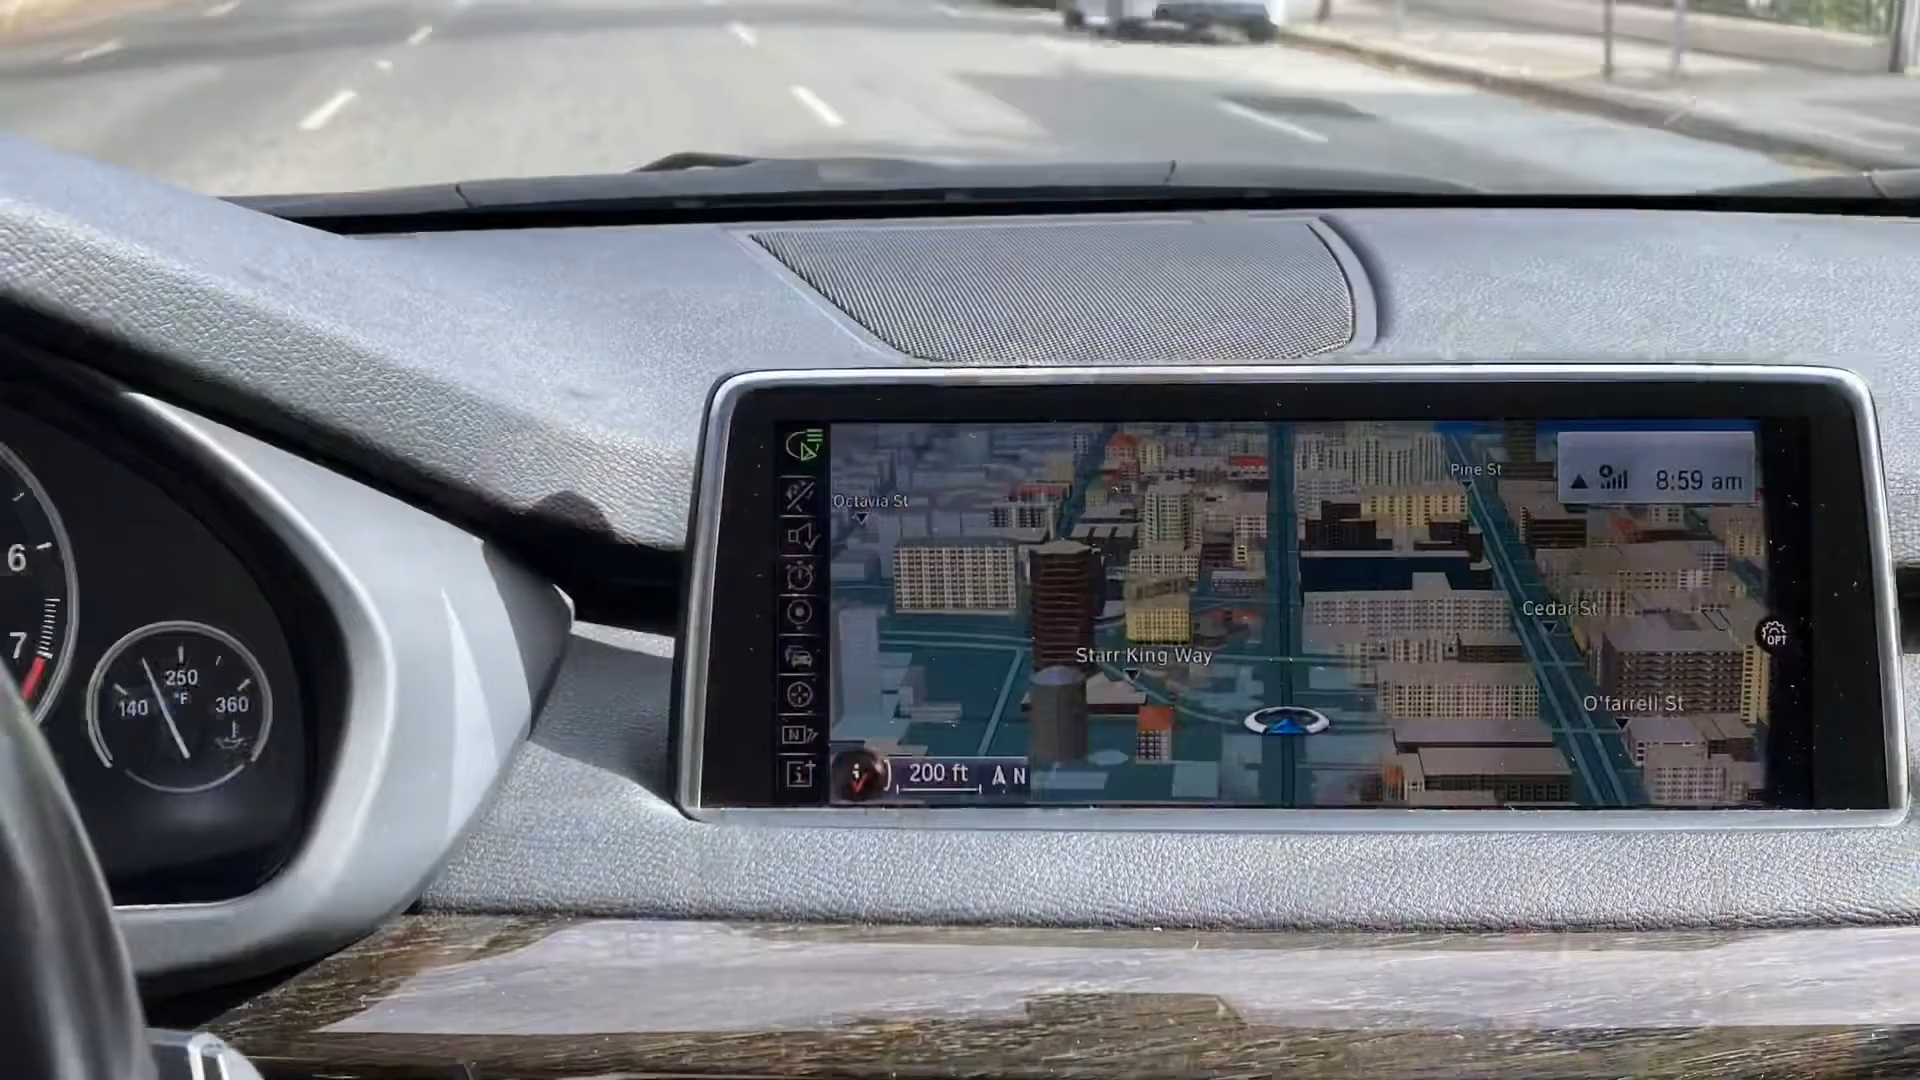 Pine St
8:59 am
Octavia St
6
Cedar St
OPT
7
Starr King Way
250
°F
140
360
O'farrell St
N
i
200 ft
N